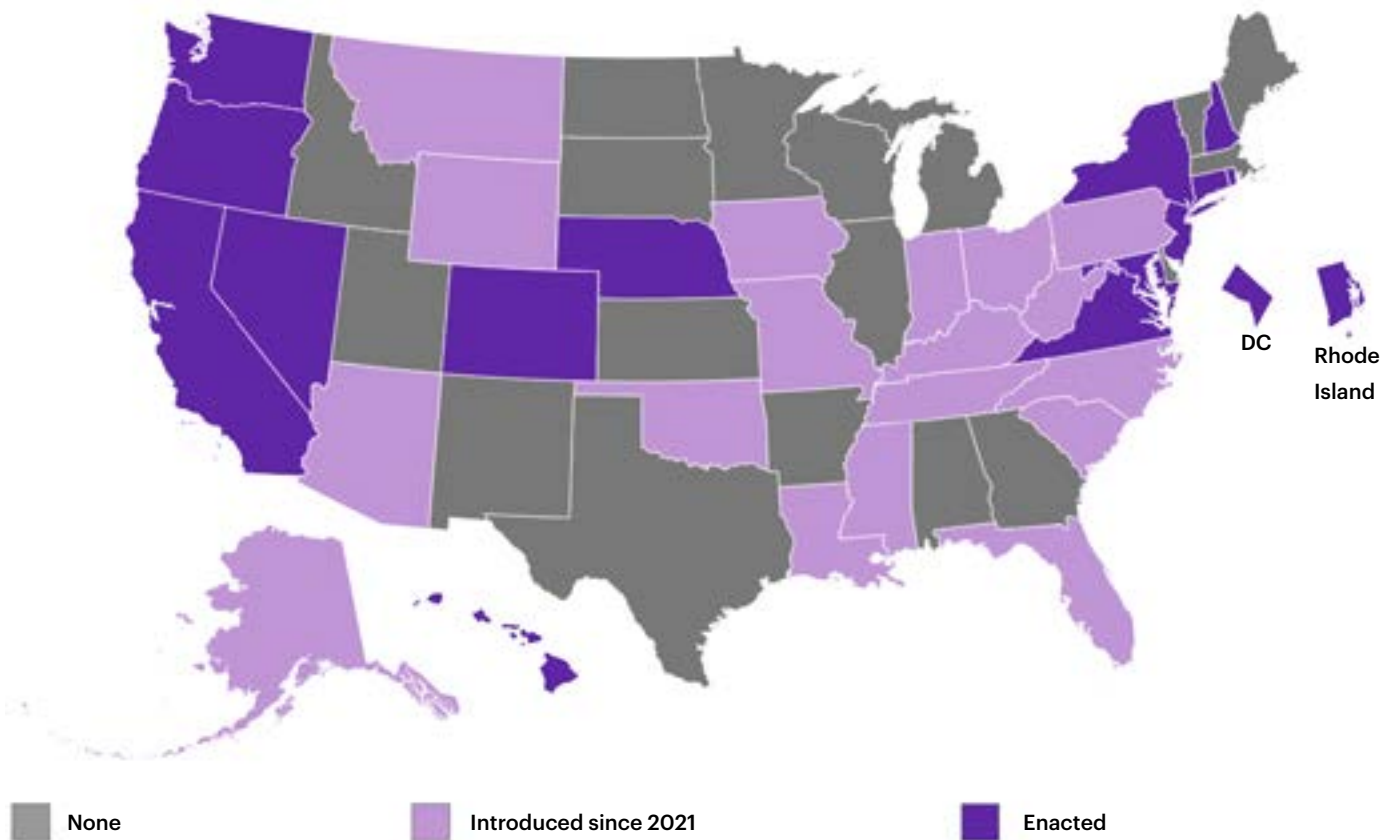 DC
Rhode
Island
None
Introduced since 2021
Enacted